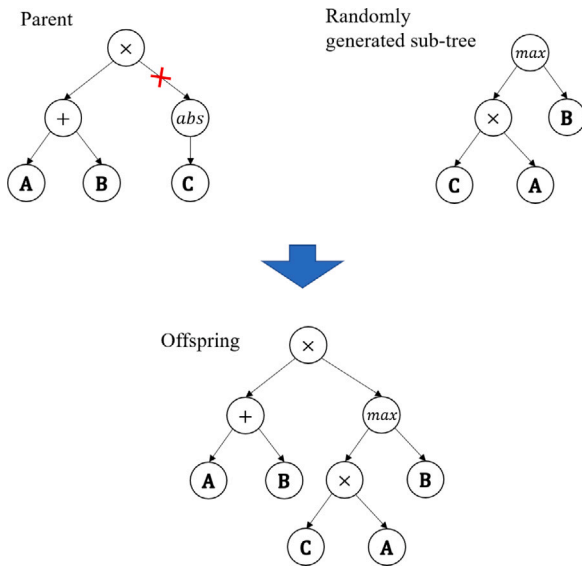 Parent
×
+
abs
A
B
C
Randomly
generated sub-tree
max
×
B
C
A
Offspring
×
+
max
A
B
×
B
C
A